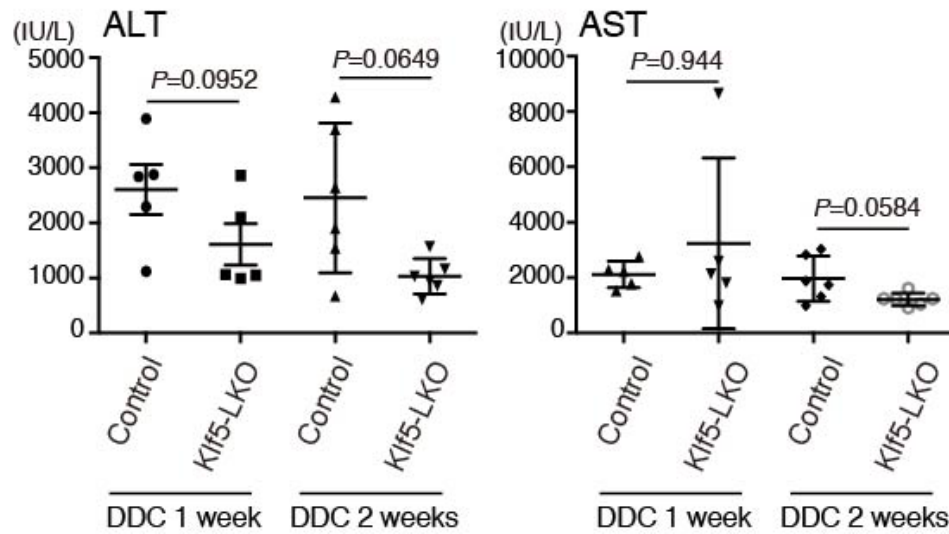 (IU/L) ALT
5000
4000
3000
2000
1000
0
P=0.0952
P=0.0649
Control
Klf5-LKO
Control
Klf5-LKO
DDC 1 week
DDC 2 weeks
(IU/L) AST
10000
8000
6000
4000
2000
0
P=0.944
P=0.0584
Control
Klf5-LKO
Control
Klf5-LKO
DDC 1 week
DDC 2 weeks